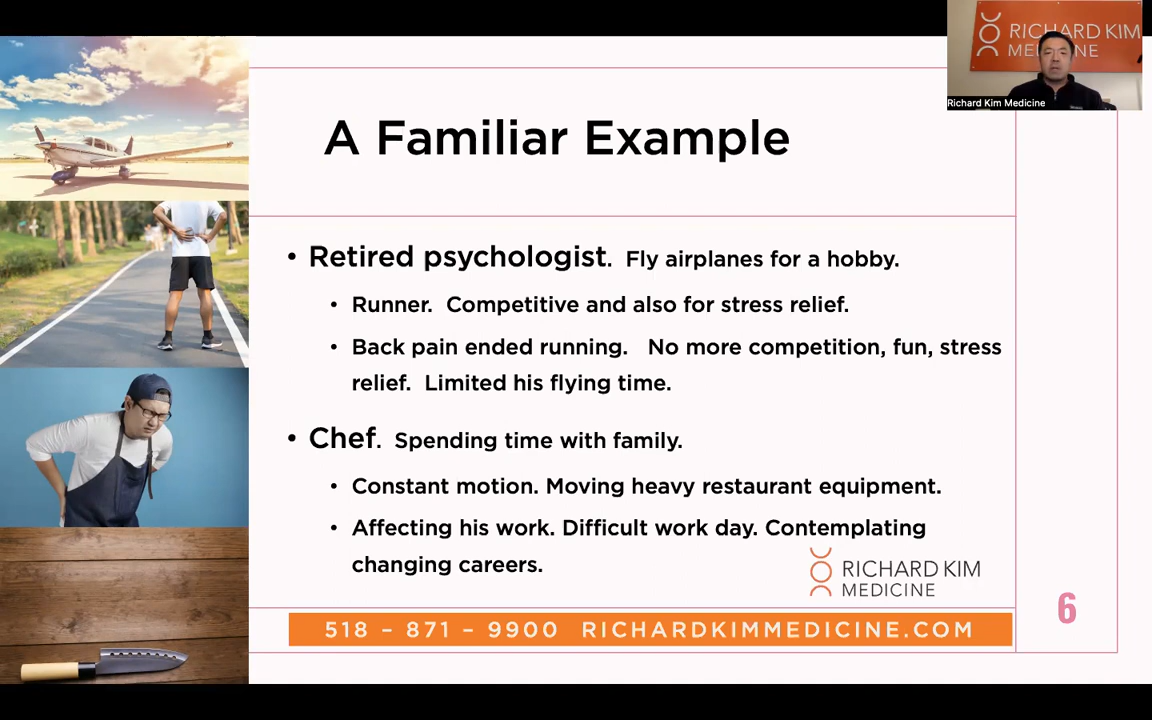 RICHARD KIM
MEDICINE
Richard Kim Medicine
A Familiar Example
• Retired psychologist. Fly airplanes for a hobby.
• Runner. Competitive and also for stress relief.
• Back pain ended running. No more competition, fun, stress
relief. Limited his flying time.
• Chef. Spending time with family.
• Constant motion. Moving heavy restaurant equipment.
• Affecting his work. Difficult work day. Contemplating
changing careers.
RICHARD KIM
MEDICINE
6
518 – 871 – 9900 RICHARDKIMMEDICINE.COM